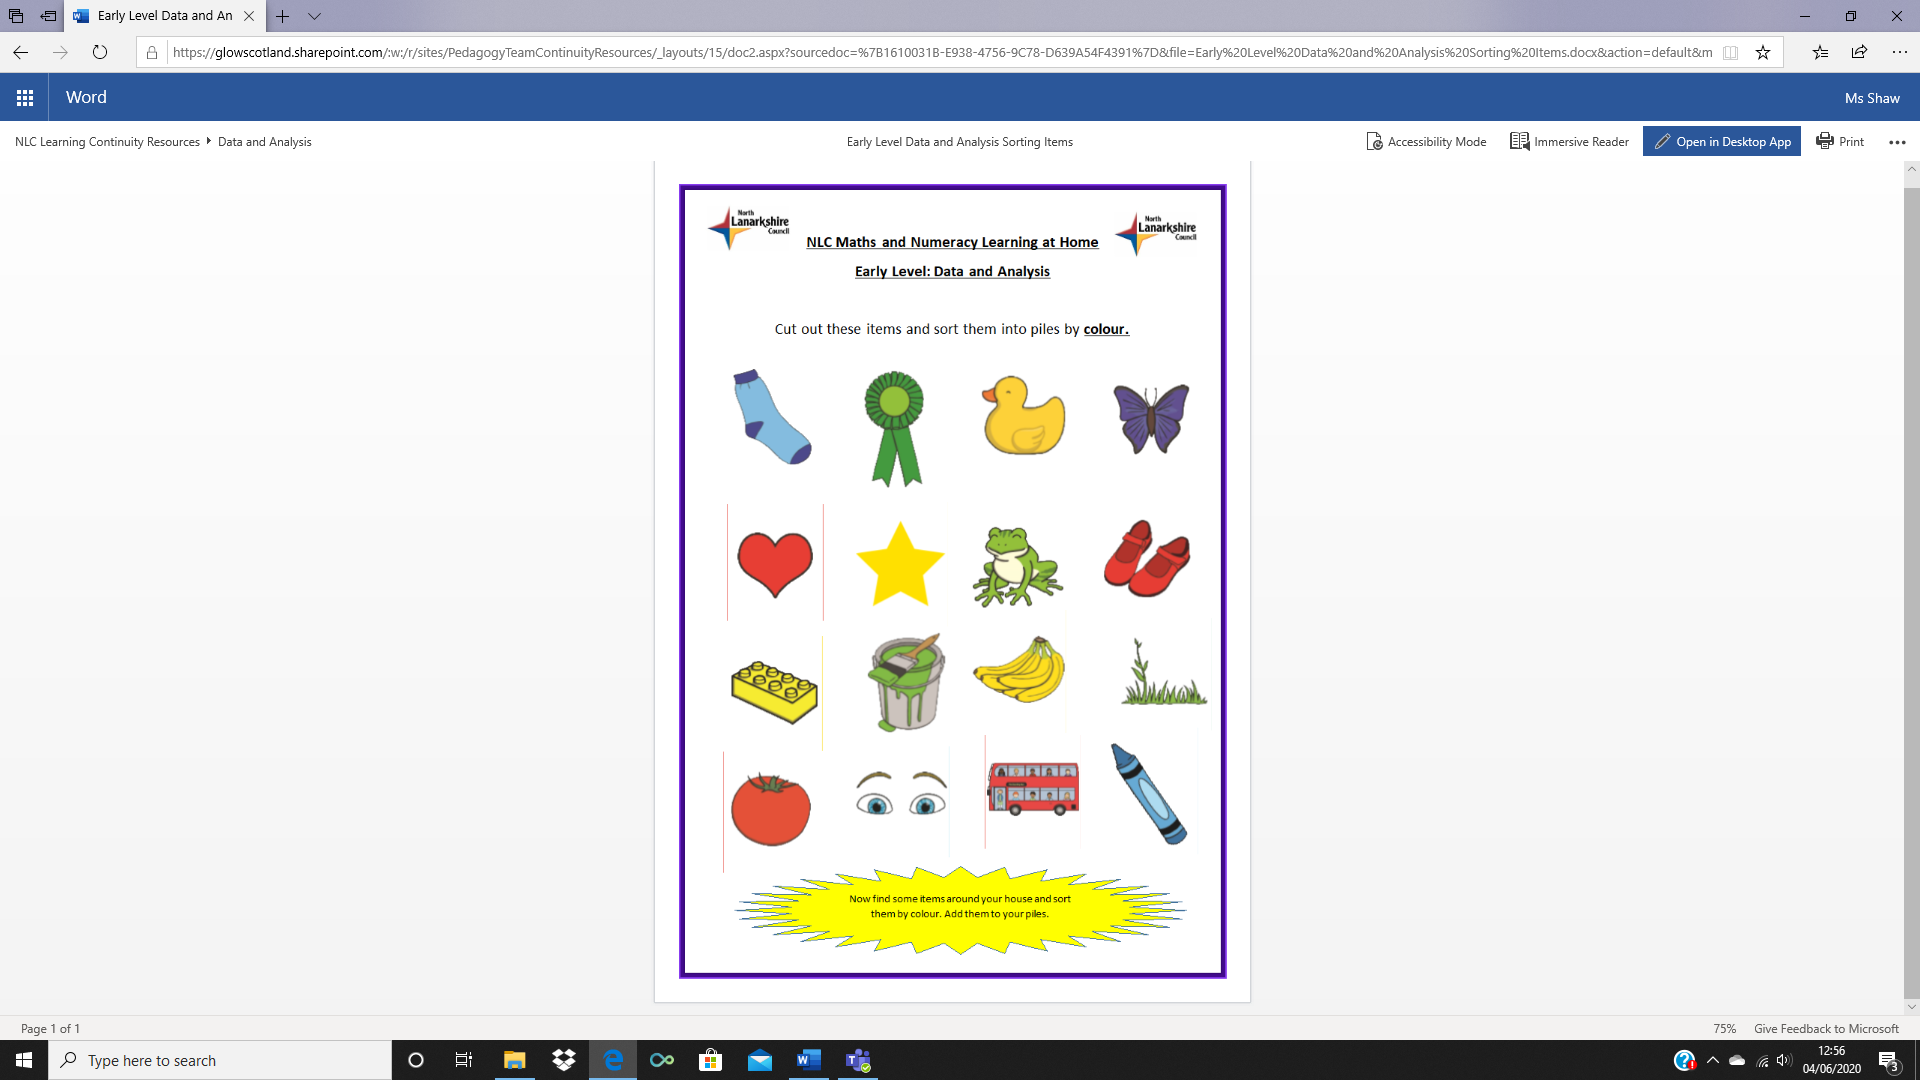 Early Level Data and An
https://glowscotland.sharepoint.com/:w:/r/sites/PedagogyTeamContinuityResources/_layouts/15/doc2.aspx?sourcedoc=%7B1610031B-E938-4756-9C78-D639A54F4391%7D&file=Early%20Level%20Data%20and%20Analysis%20Sorting%20Items.docx&action=default&m
Word
Ms Shaw
NLC Learning Continuity Resources Data and Analysis
Early Level Data and Analysis Sorting Items
Accessibility Mode
Immersive Reader
Open in Desktop App
Print
North
Lanarkshire
Council
North
Lanarkshire
Council
NLC Maths and Numeracy Learning at Home
Early Level: Data and Analysis
Cut out these items and sort them into piles by colour.
Now find some items around your house and sort
them by colour. Add them to your piles.
Page 1 of 1
75%
Give Feedback to Microsoft
Type here to search
12:56
04/06/2020
3